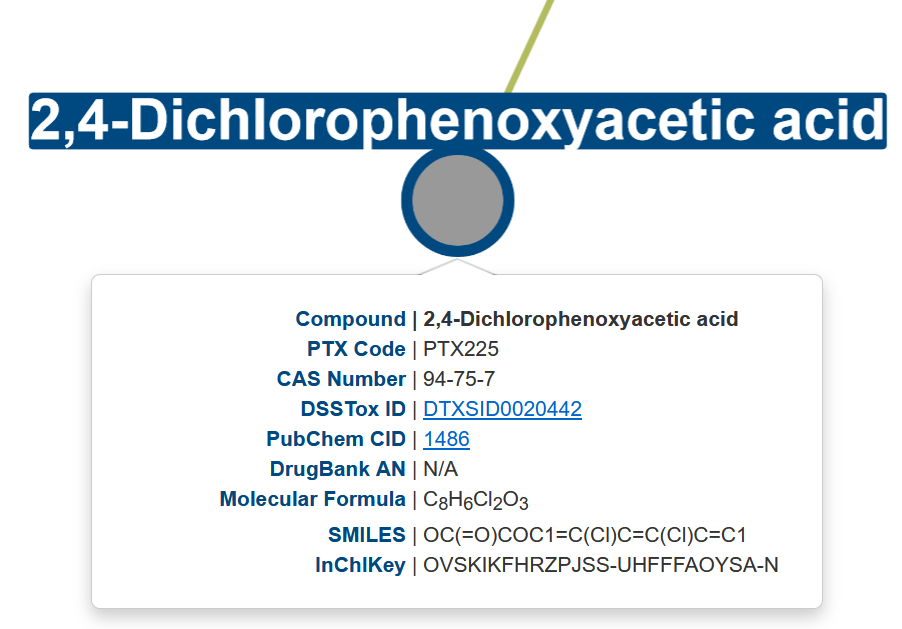 2,4-Dichlorophenoxyacetic acid
Compound | 2,4-Dichlorophenoxyacetic acid
PTX Code | PTX225
CAS Number | 94-75-7
DSSTox ID | DTXSID0020442
PubChem CID | 1486
DrugBank AN | N/A
Molecular Formula | C₈H₆Cl₂O₃
SMILES | OC(=O)COC1=C(Cl)C=C(Cl)C=C1
InChIKey | OVSKIKFHRZPJSS-UHFFFAOYSA-N